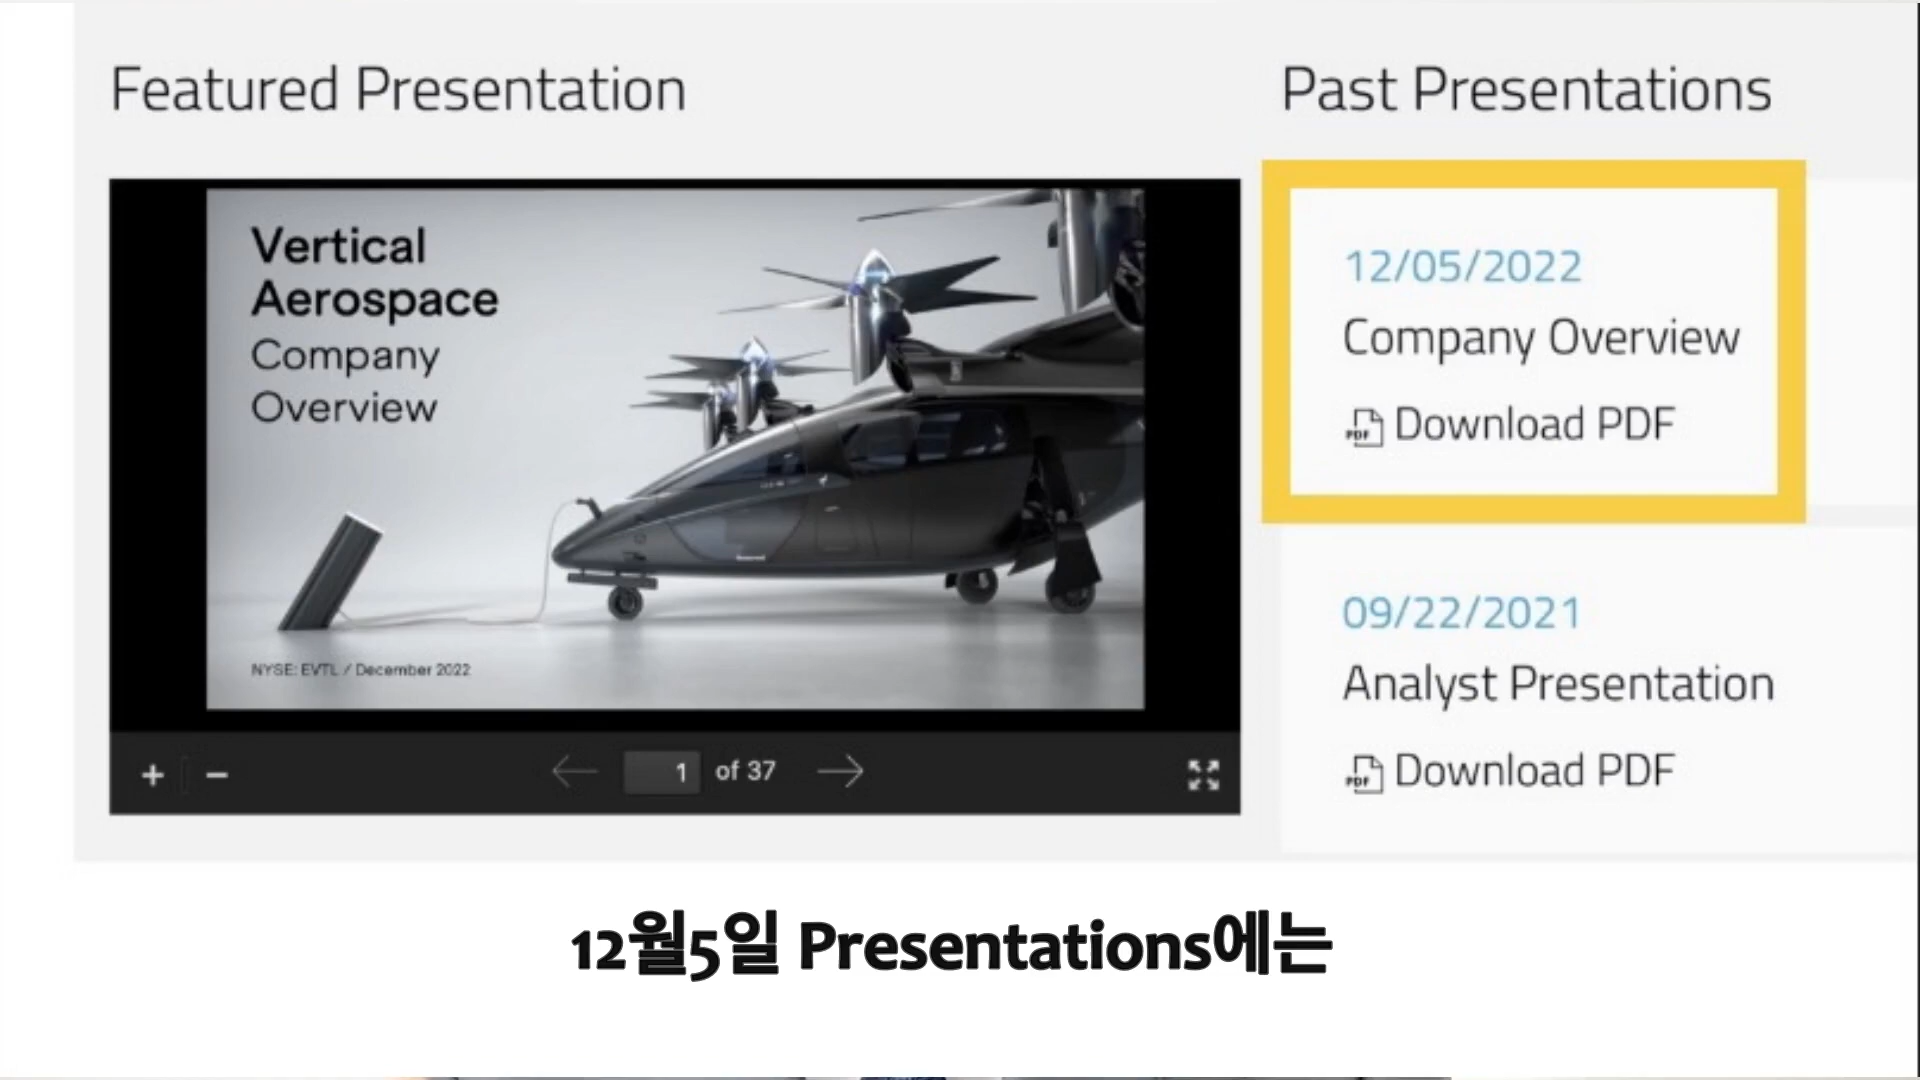 Featured Presentation
Vertical
Aerospace
Company
Overview
NYSE: EVTL / December 2022
1 of 37
Past Presentations
12/05/2022
Company Overview
PDF Download PDF
09/22/2021
Analyst Presentation
PDF Download PDF
12월5일 Presentations에는